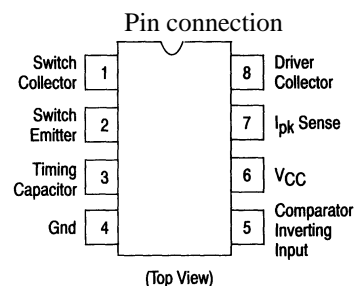 Pin connection
Switch
Collector
1
8
Driver
Collector
Switch
Emitter
2
7
Ipk Sense
Timing
Capacitor
3
6
VCC
Gnd
4
5
Comparator
Inverting
Input
(Top View)